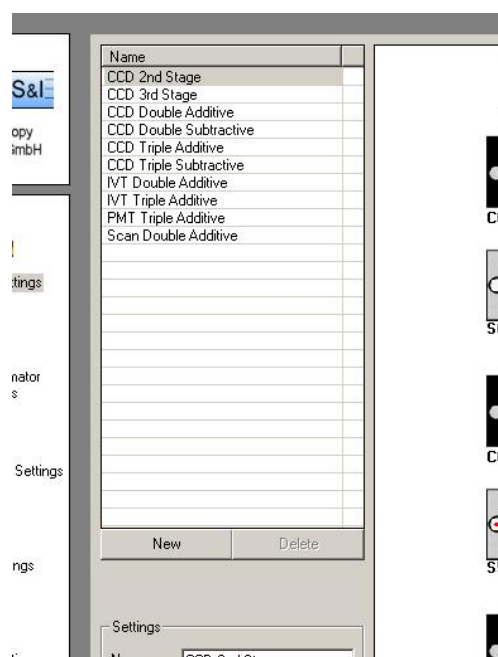 S&I
opy
mbH
tings
nator
s
Settings
ngs
Name
CCD 2nd Stage
CCD 3rd Stage
CCD Double Additive
CCD Double Subtractive
CCD Triple Additive
CCD Triple Subtractive
IVT Double Additive
IVT Triple Additive
PMT Triple Additive
Scan Double Additive
New
Delete
Settings